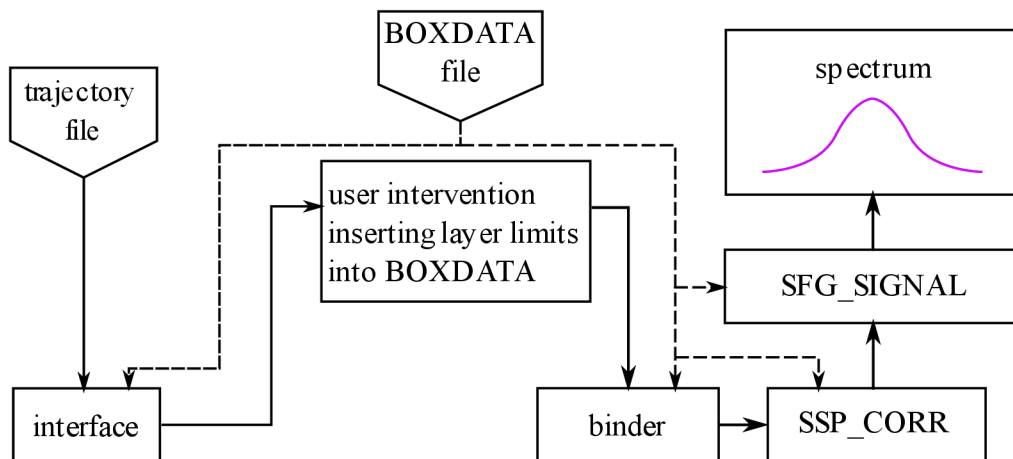 BOXDATA
file
trajectory
file
spectrum
user intervention
inserting layer limits
into BOXDATA
SFG_SIGNAL
interface
binder
SSP_CORR